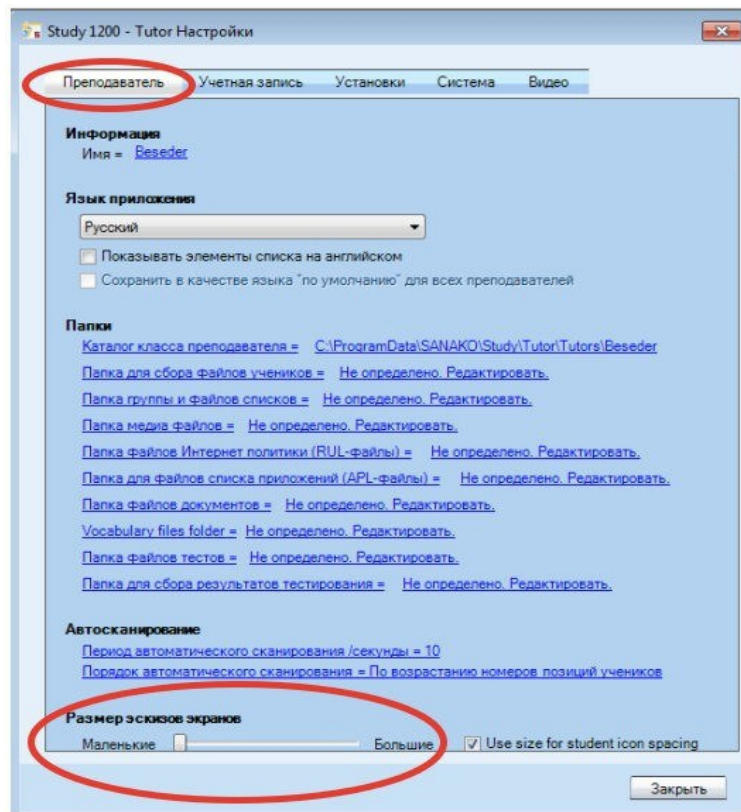 Study 1200 - Tutor Настройки
Преподаватель Учетная запись Установки Система Видео
Информация
Имя = Beseder
Язык приложения
Русский
Показывать элементы списка на английском
Сохранить в качестве языка "по умолчанию" для всех преподавателей
Папки
Каталог класса преподавателя = C:\ProgramData\SANAKO\Study\Tutor\Tutors\Beseder
Папка для сбора файлов учеников = Не определено. Редактировать.
Папка группы и файлов списков = Не определено. Редактировать.
Папка медиа файлов = Не определено. Редактировать.
Папка файлов Интернет политики (RUL-файлы) = Не определено. Редактировать.
Папка для файлов списка приложений (APL-файлы) = Не определено. Редактировать.
Папка файлов документов = Не определено. Редактировать.
Vocabulary files folder = Не определено. Редактировать.
Папка файлов тестов = Не определено. Редактировать.
Папка для сбора результатов тестирования = Не определено. Редактировать.
Автосканирование
Период автоматического сканирования /секунды = 10
Порядок автоматического сканирования = По возрастанию номеров позиций учеников
Размер эскизов экранов
Маленькие Большие Use size for student icon spacing
Закрыть